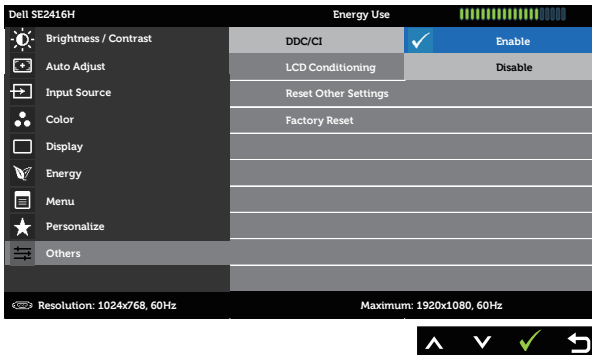 Dell SE2416H Energy Use
Brightness / Contrast DDC/CI Enable
Auto Adjust LCD Conditioning Disable
Input Source Reset Other Settings
Color Factory Reset
Display
Energy
Menu
Personalize
Others
Resolution: 1024x768, 60Hz Maximum: 1920x1080, 60Hz